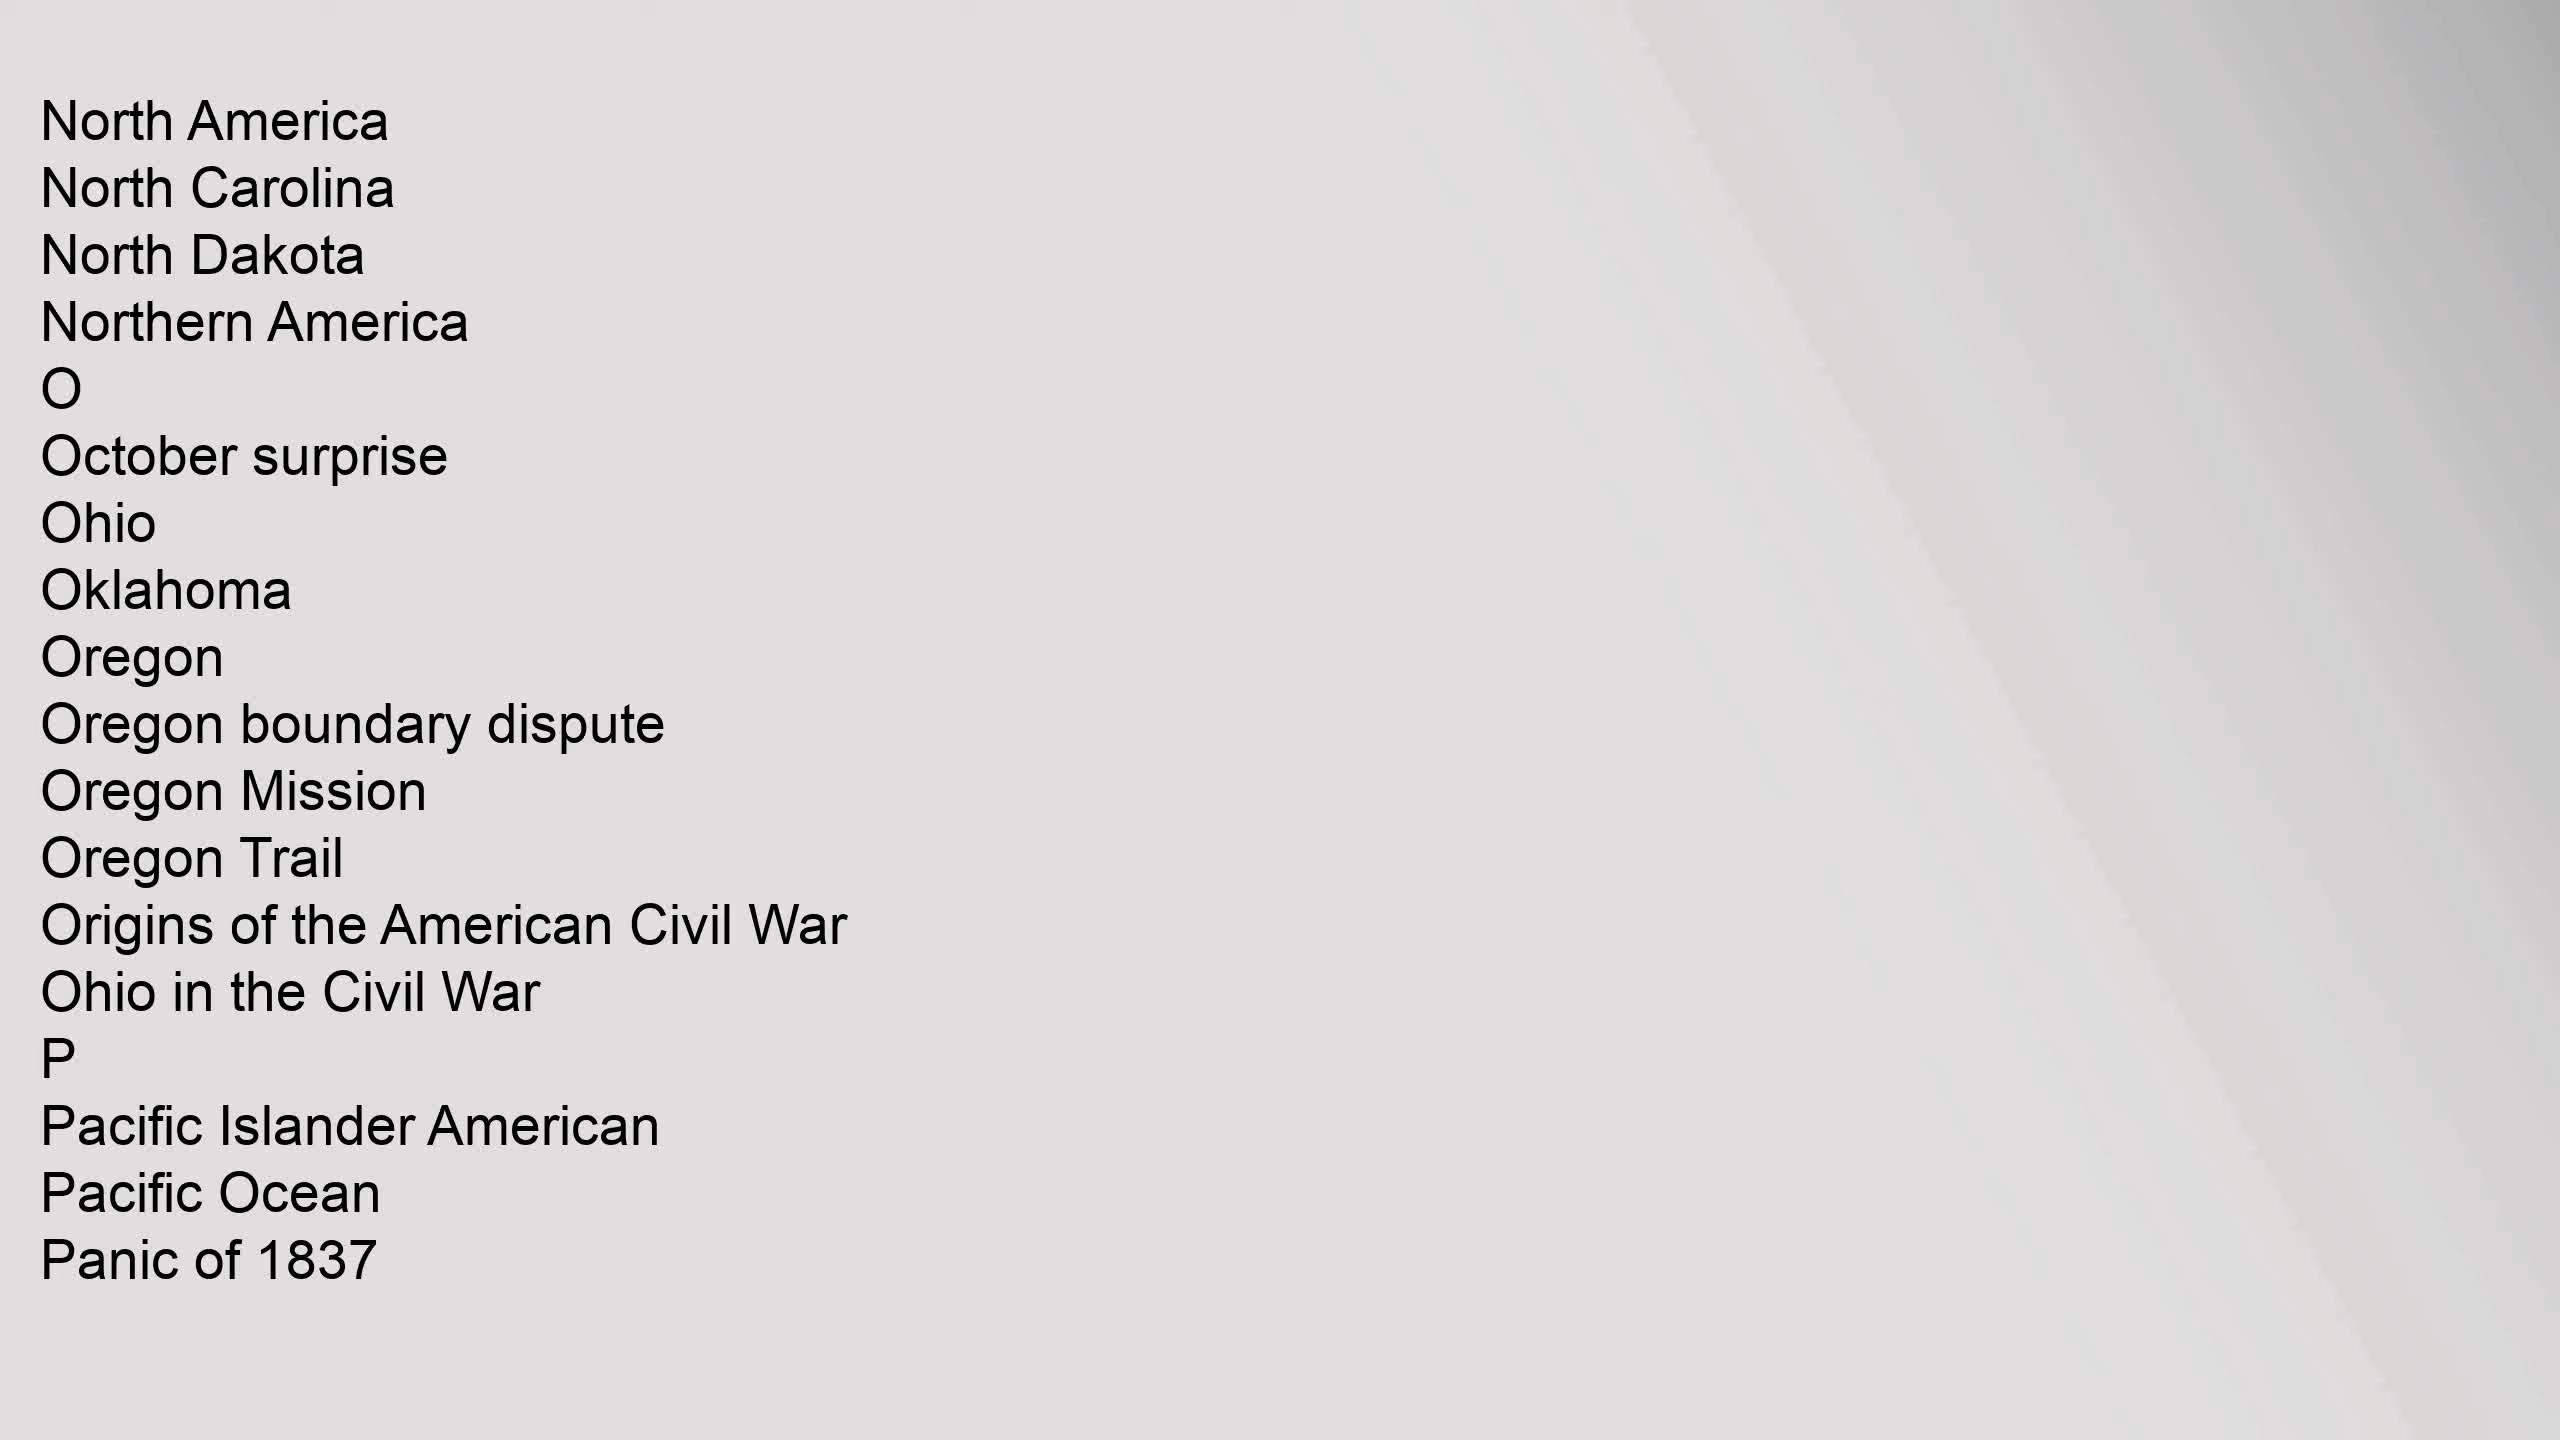 North America
North Carolina
North Dakota
Northern America
O
October surprise
Ohio
Oklahoma
Oregon
Oregon boundary dispute
Oregon Mission
Oregon Trail
Origins of the American Civil War
Ohio in the Civil War
P
Pacific Islander American
Pacific Ocean
Panic of 1837